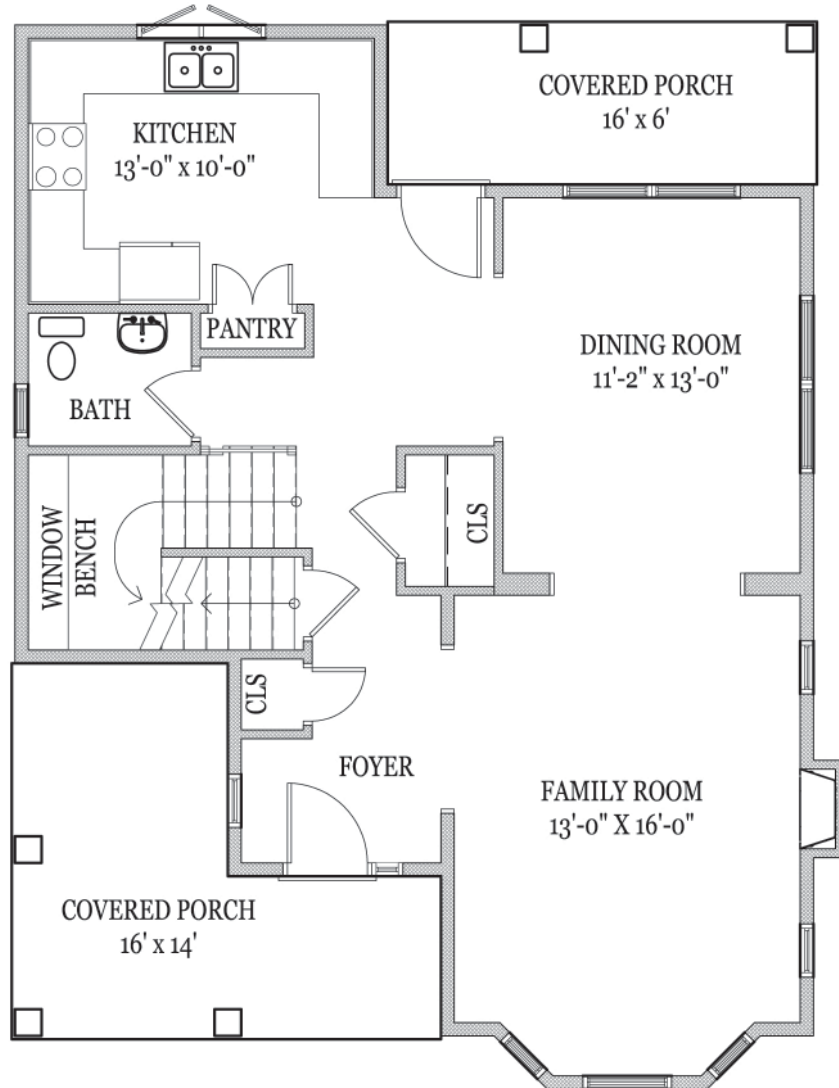 COVERED PORCH
16' x 6'
KITCHEN
13'-0" x 10'-0"
PANTRY
DINING ROOM
11'-2" x 13'-0"
BATH
WINDOW
BENCH
CLS
CLS
FOYER
FAMILY ROOM
13'-0" X 16'-0"
COVERED PORCH
16' x 14'